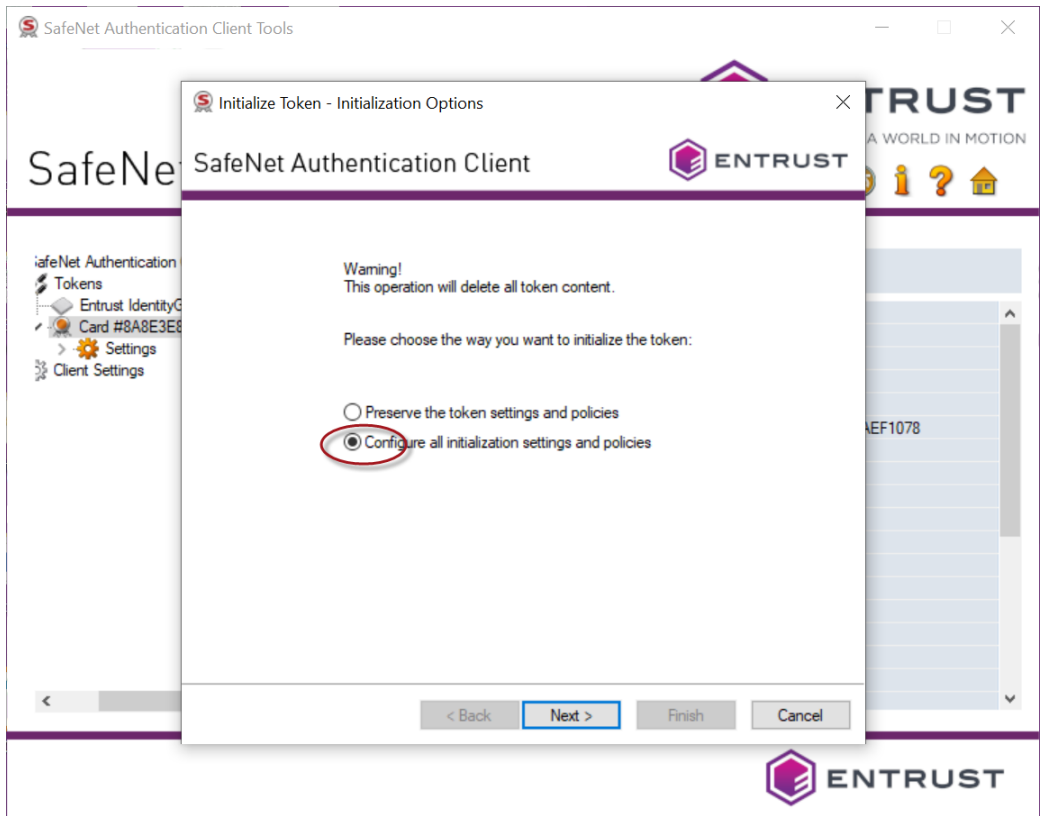 SafeNet Authentication Client Tools
Initialize Token - Initialization Options
TRUST
A WORLD IN MOTION
SafeNe
SafeNet Authentication Client
ENTRUST
afeNet Authentication
Tokens
Entrust Identity
Card #8A8E3E8
Settings
Client Settings
Warning!
This operation will delete all token content.
Please choose the way you want to initialize the token:
Preserve the token settings and policies
Configure all initialization settings and policies
AEF1078
< Back
Next >
Finish
Cancel
ENTRUST